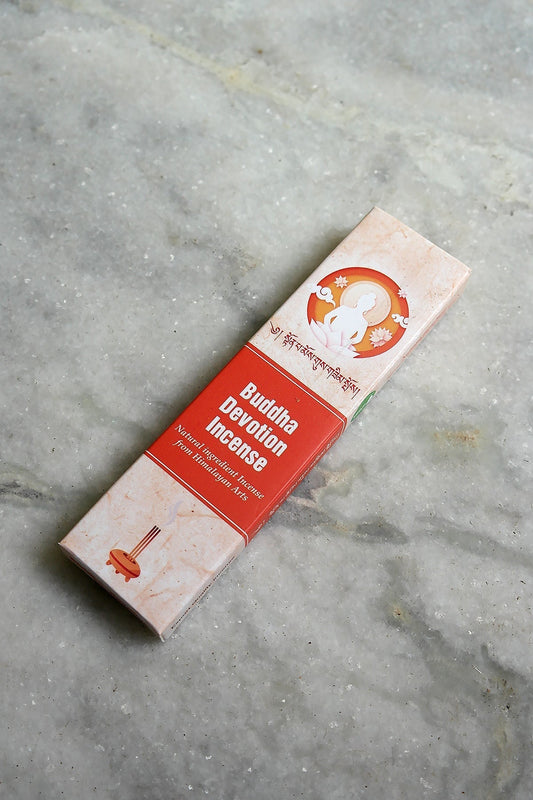 Buddha
Devotion
Incense
Natural ingredient Incense
from Himalayan Arts